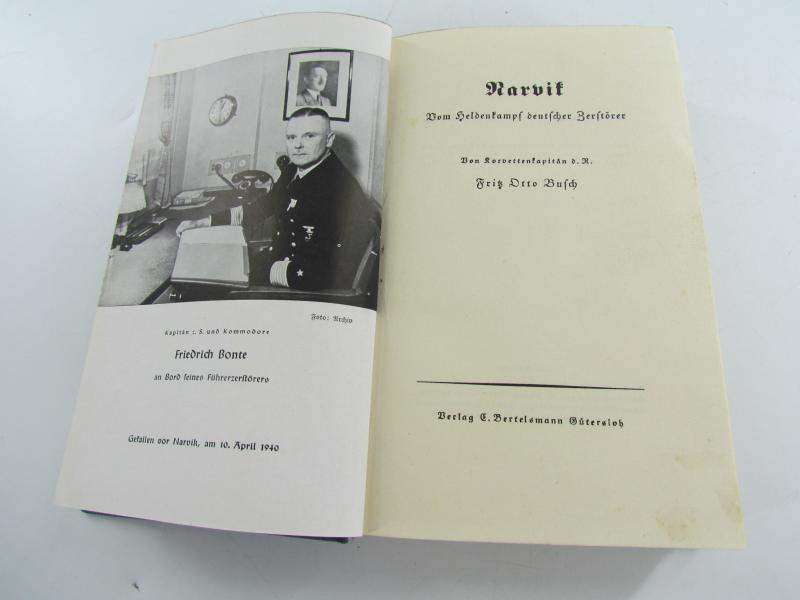 Foto: Archiv
Kapitän z. S. und Kommodore
Friedrich Bonte
an Bord seines Führerzerstörers
Gefallen vor Narvik, am 10. April 1940
Narvik
Vom Heldenkampf deutscher Zerstörer
Von Korvettenkapitän d. R.
Fritz Otto Busch
Verlag C. Bertelsmann Gütersloh